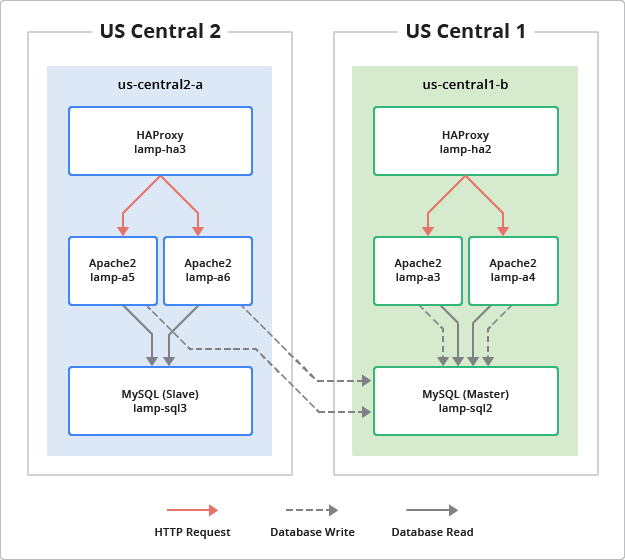 US Central 2
US Central 1
us-central2-a
us-central1-b
HAProxy
lamp-ha3
HAProxy
lamp-ha2
Apache2
lamp-a5
Apache2
lamp-a6
Apache2
lamp-a3
Apache2
lamp-a4
MySQL (Slave)
lamp-sql3
MySQL (Master)
lamp-sql2
HTTP Request
Database Write
Database Read